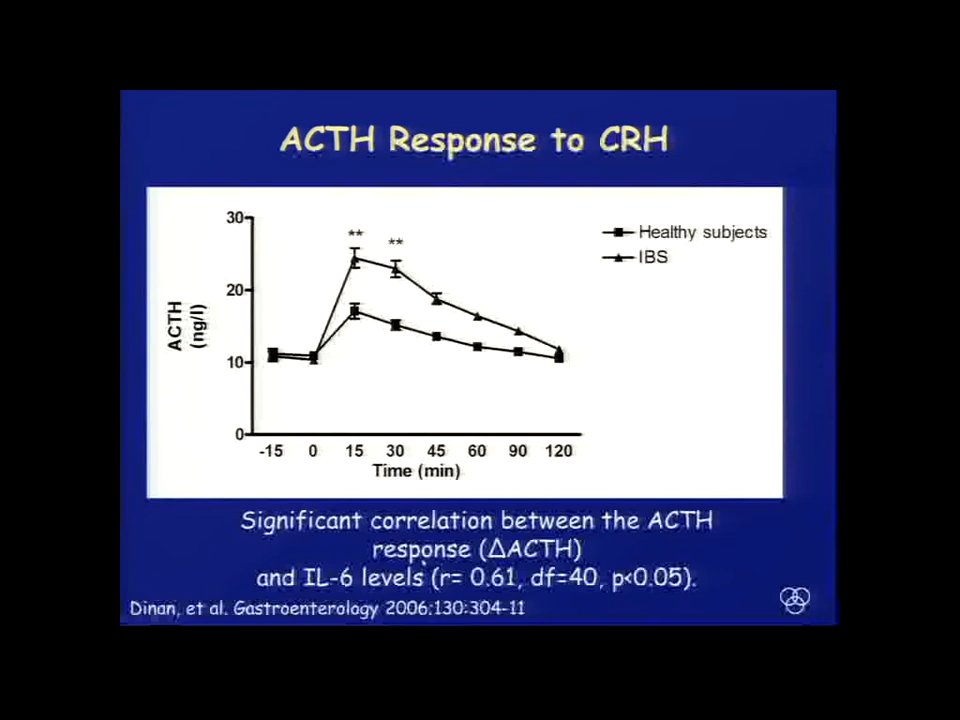 ACTH Response to CRH
30
20
10
0
ACTH
(ng/l)
**
**
Healthy subjects
IBS
-15 0 15 30 45 60 90 120
Time (min)
Significant correlation between the ACTH
response (ΔACTH)
and IL-6 levels (r= 0.61, df=40, p<0.05).
Dinan, et al. Gastroenterology 2006:130:304-11